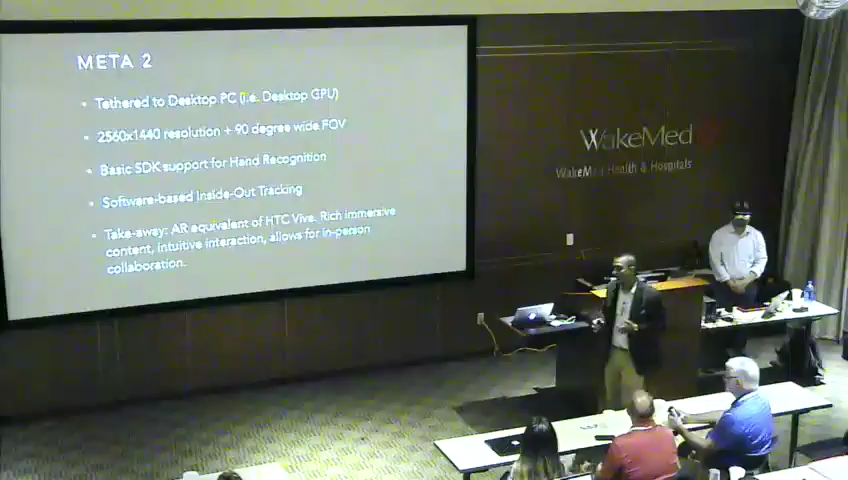 META 2
• Tethered to Desktop PC (i.e. Desktop GPU)
• 2560x1440 resolution + 90 degree wide FOV
• Basic SDK support for Hand Recognition
• Software-based Inside-Out Tracking
• Take-away: AR equivalent of HTC Vive. Rich immersive
content, intuitive interaction, allows for in-person
collaboration.
WakeMed
WakeMed Health & Hospitals